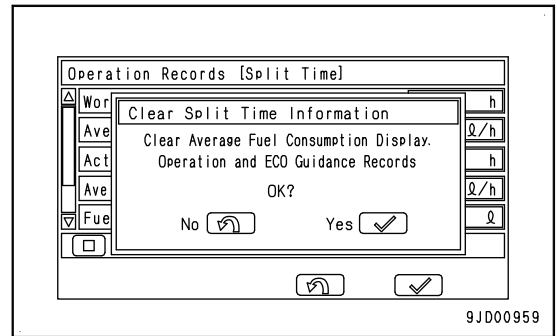 Operation Records [Split Time]
Wor h
Ave ℓ/h
Act h
Ave ℓ/h
Fue ℓ
Clear Split Time Information
Clear Average Fuel Consumption Display.
Operation and ECO Guidance Records
OK?
No Yes
9JD00959